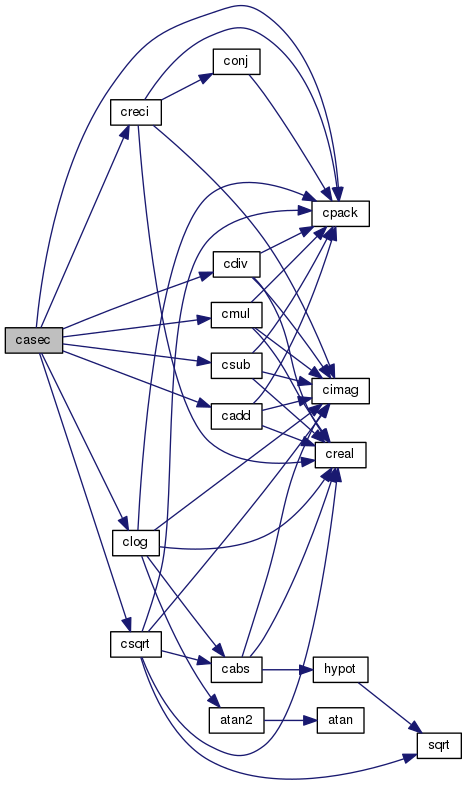 conj
creci
cpack
cdiv
cmul
casec
csub
cimag
cadd
creal
clog
csqrt
cabs
hypot
atan2
atan
sqrt